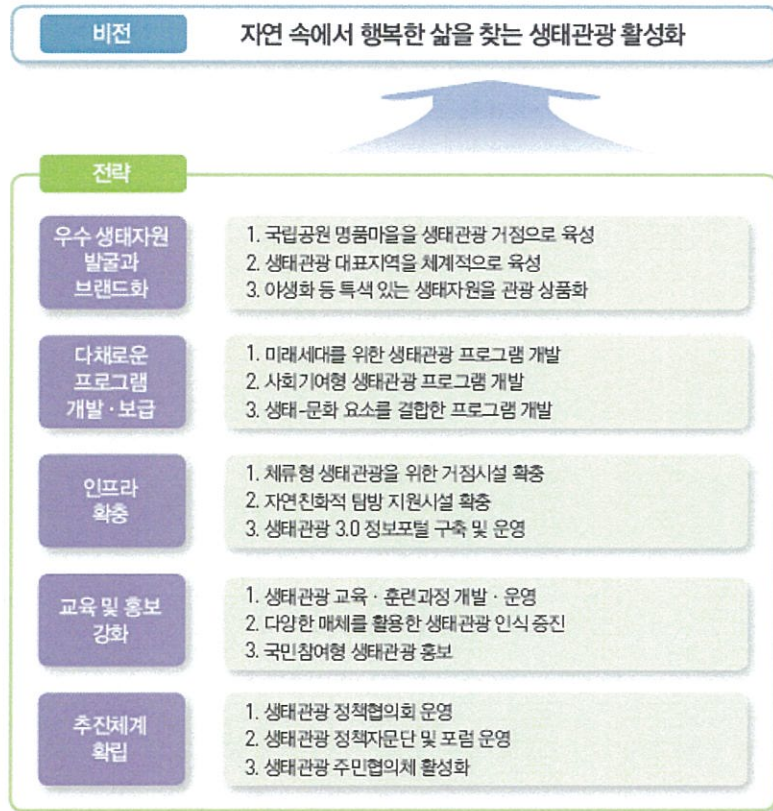 비전
자연 속에서 행복한 삶을 찾는 생태관광 활성화
전략
우수 생태자원
발굴과
브랜드화
1. 국립공원 명품마을을 생태관광 거점으로 육성
2. 생태관광 대표지역을 체계적으로 육성
3. 야생화 등 특색 있는 생태자원을 관광 상품화
다채로운
프로그램
개발 · 보급
1. 미래세대를 위한 생태관광 프로그램 개발
2. 사회기여형 생태관광 프로그램 개발
3. 생태-문화 요소를 결합한 프로그램 개발
인프라
확충
1. 체류형 생태관광을 위한 거점시설 확충
2. 자연친화적 탐방 지원시설 확충
3. 생태관광 3.0 정보포털 구축 및 운영
교육 및 홍보
강화
1. 생태관광 교육 · 훈련과정 개발 · 운영
2. 다양한 매체를 활용한 생태관광 인식 증진
3. 국민참여형 생태관광 홍보
추진체계
확립
1. 생태관광 정책협의회 운영
2. 생태관광 정책자문단 및 포럼 운영
3. 생태관광 주민협의체 활성화